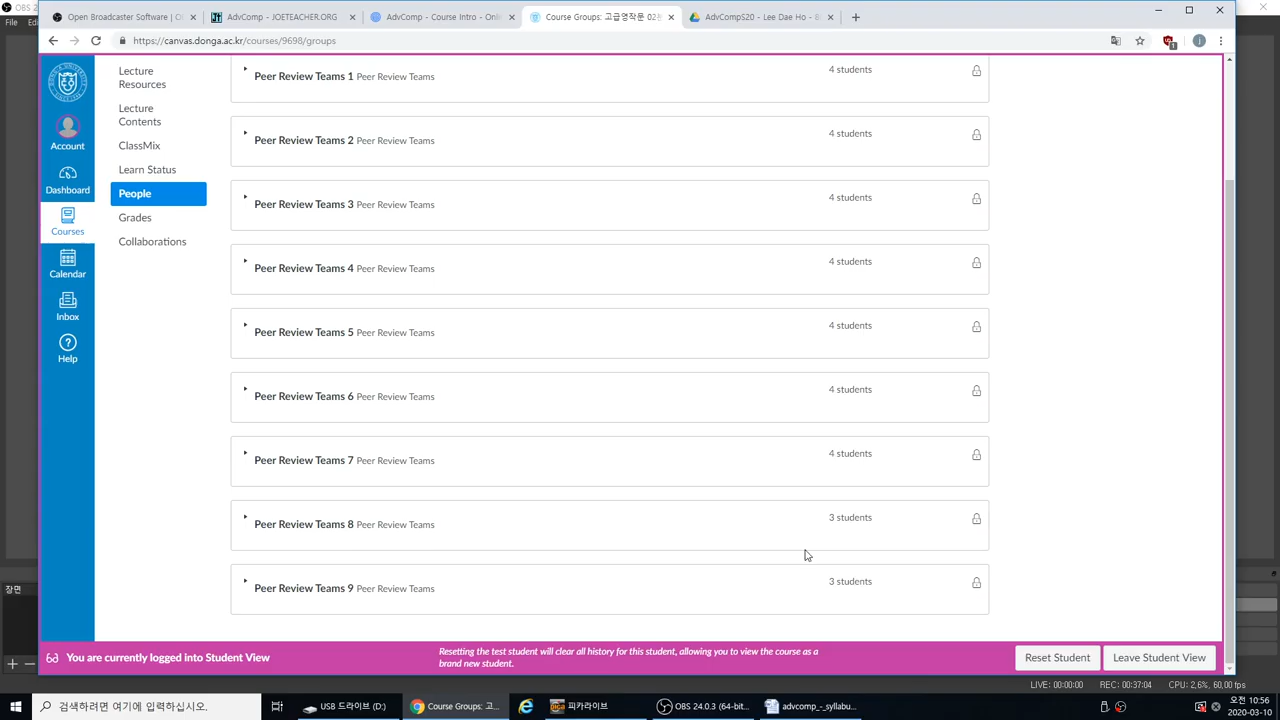 OBS 2
File
장면
Open Broadcaster Software | O
AdvComp - JOETEACHER.ORG
AdvComp - Course Intro - Onli
Course Groups: 고급영작문 02
AdvCompS20 - Lee Dae Ho -
https://canvas.donga.ac.kr/courses/9698/groups
Account
Dashboard
Courses
Calendar
Inbox
Help
Lecture
Resources
Lecture
Contents
ClassMix
Learn Status
People
Grades
Collaborations
Peer Review Teams 1 Peer Review Teams 4 students
Peer Review Teams 2 Peer Review Teams 4 students
Peer Review Teams 3 Peer Review Teams 4 students
Peer Review Teams 4 Peer Review Teams 4 students
Peer Review Teams 5 Peer Review Teams 4 students
Peer Review Teams 6 Peer Review Teams 4 students
Peer Review Teams 7 Peer Review Teams 4 students
Peer Review Teams 8 Peer Review Teams 3 students
Peer Review Teams 9 Peer Review Teams 3 students
You are currently logged into Student View
Resetting the test student will clear all history for this student, allowing you to view the course as a
brand new student.
Reset Student
Leave Student View
LIVE: 00:00:00 REC: 00:37:04 CPU: 2,6%, 60,00 fps
검색하려면 여기에 입력하십시오.
USB 드라이브 (D:)
Course Groups: 고...
피카라이브
OBS 24.0.3 (64-bit...
advcomp_-_syllabu...
오전 10:56
2020-03-10